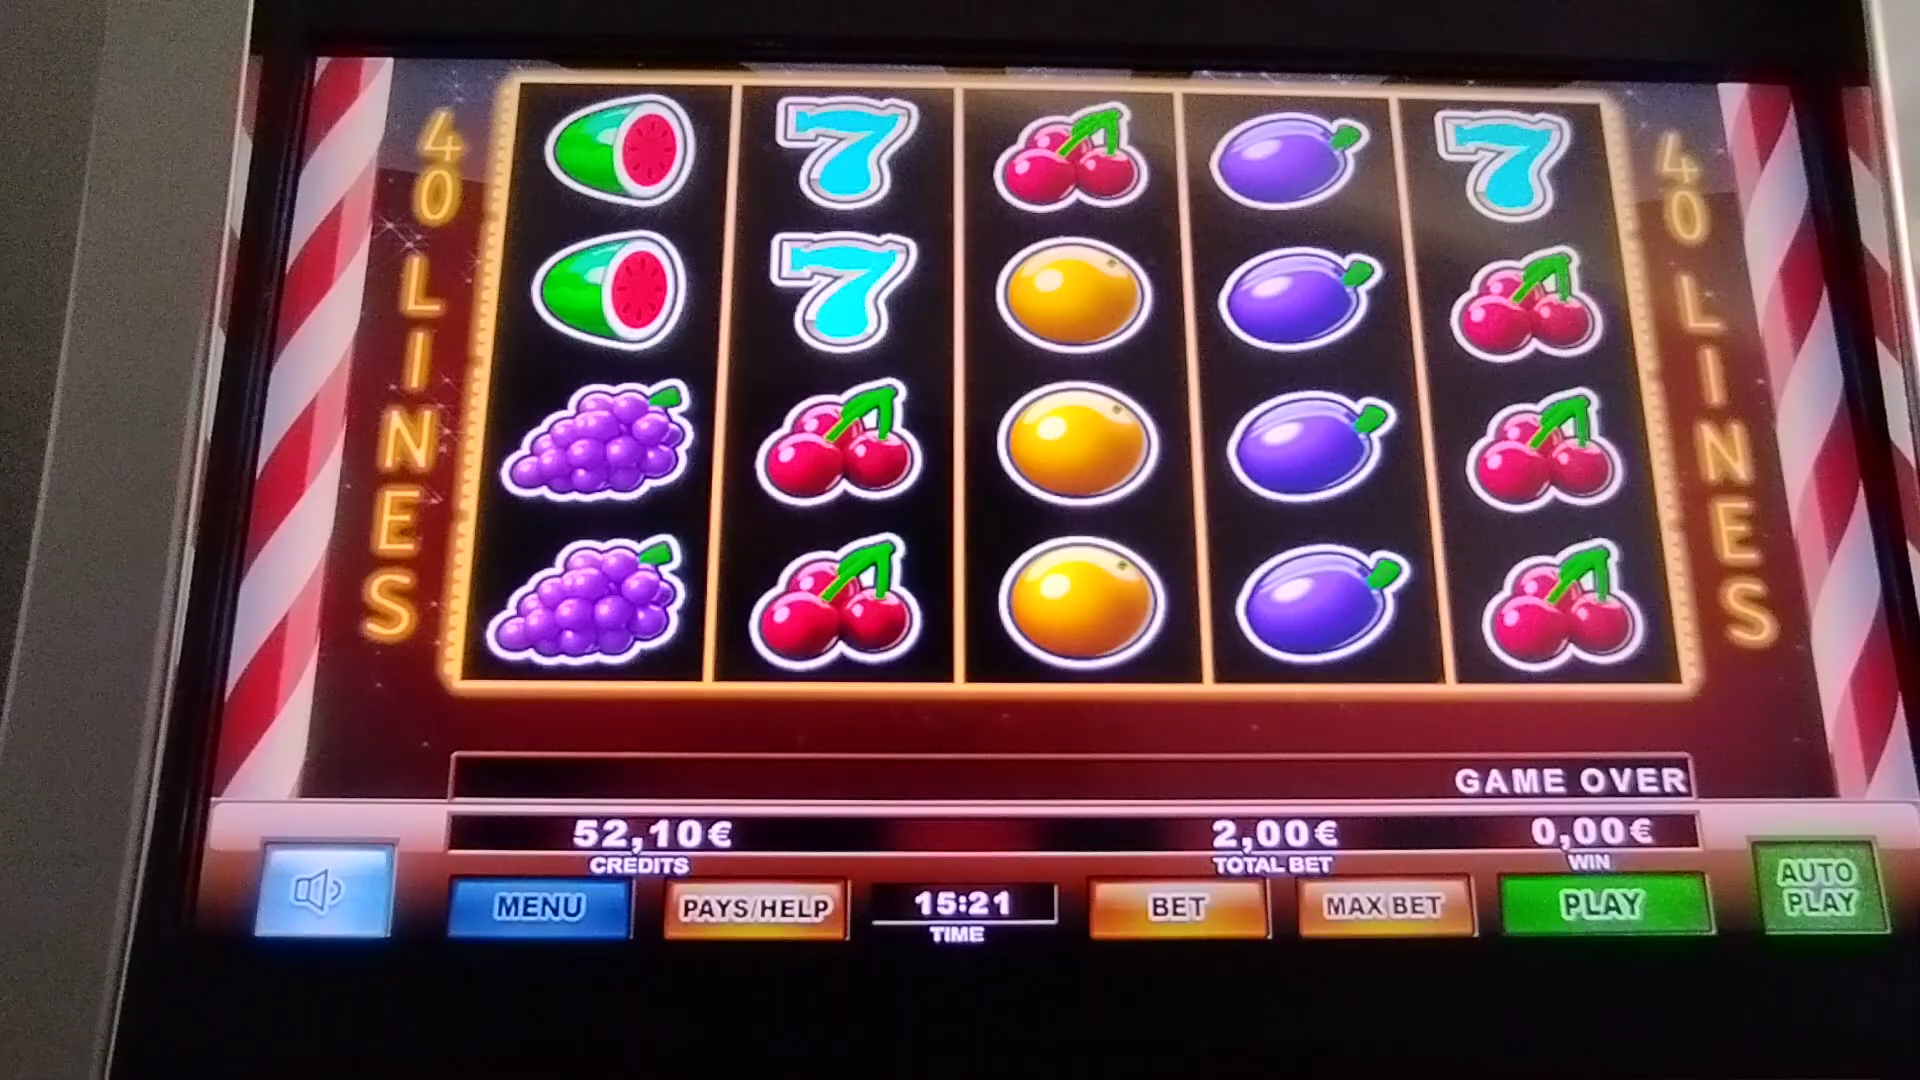 40 LINES
40 LINES
GAME OVER
52,10€
2,00€
0,00€
CREDITS
TOTAL BET
WIN
MENU
PAYS/HELP
15:21
TIME
BET
MAX BET
PLAY
AUTO
PLAY